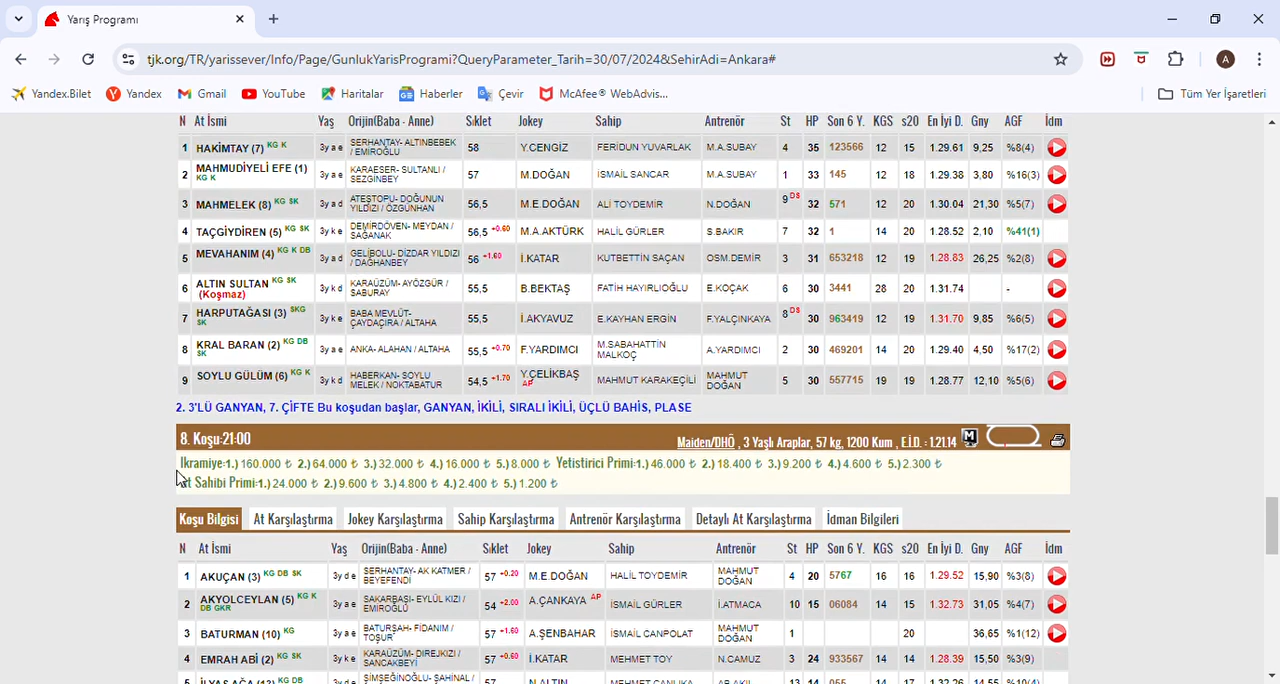 Yarış Programı
tjk.org/TR/yarissever/Info/Page/GunlukYarisProgrami?QueryParameter_Tarih=30/07/2024&SehirAdi=Ankara#
A
Yandex.Bilet Yandex Gmail YouTube Haritalar Haberler Çevir McAfee® WebAdvis... Tüm Yer İşaretleri
N At İsmi Yaş Orijin(Baba - Anne) Sıklet Jokey Sahip Antrenör St HP Son 6 Y. KGS s20 En İyi D. Gny AGF İdm
1 HAKİMTAY (7) KG K 3y a e SERHANTAY- ALTINBEBEK / EMİROĞLU 58 Y.CENGİZ FERİDUN YUVARLAK M.A.SUBAY 4 35 123566 12 15 1.29.61 9,25 %8(4)
2 MAHMUDİYELİ EFE (1) KG K 3y a e KARAESER- SULTANLI / SEZGİNBEY 57 M.DOĞAN İSMAİL SANCAR M.A.SUBAY 1 33 145 12 18 1.29.38 3,80 %16(3)
3 MAHMELEK (8) KG SK 3y a d ATEŞTOPU- DOĞUNUN YILDIZI / ÖZGÜNHAN 56,5 M.E.DOĞAN ALİ TOYDEMİR N.DOĞAN 9 DS 32 571 12 20 1.30.04 21,30 %5(7)
4 TAÇGİYDİREN (5) KG SK 3y k e DEMİRDÖVEN- MEYDAN / SAĞANAK 56,5 +0.60 M.A.AKTÜRK HALİL GÜRLER S.BAKIR 7 32 1 14 20 1.28.52 2,10 %41(1)
5 MEVAHANIM (4) KG K DB 3y a d GELİBOLU- DİZDAR YILDIZI / DAĞHANBEY 56 +1.60 İ.KATAR KUTBETTİN SAÇAN OSM.DEMİR 3 31 653218 12 19 1.28.83 26,25 %2(8)
6 ALTIN SULTAN KG SK (Koşmaz) 3y k d KARAÜZÜM- AYÖZGÜR / SABURAY 55,5 B.BEKTAŞ FATİH HAYIRLIOĞLU E.KOÇAK 6 30 3441 28 20 1.31.74 -
7 HARPUTAĞASI (3) SKG SK 3y k e BABA MEVLÜT- ÇAYDAÇIRA / ALTAHA 55,5 İ.AKYAVUZ E.KAYHAN ERGİN F.YALÇINKAYA 8 DS 30 963419 12 19 1.31.70 9,85 %6(5)
8 KRAL BARAN (2) KG DB SK 3y a e ANKA- ALAHAN / ALTAHA 55,5 +0.70 F.YARDIMCI M.SABAHATTİN MALKOÇ A.YARDIMCI 2 30 469201 14 20 1.29.40 4,50 %17(2)
9 SOYLU GÜLÜM (6) KG K 3y k d HABERKAN- SOYLU MELEK / NOKTABATUR 54,5 +1.70 Y.ÇELİKBAŞ AP MAHMUT KARAKEÇİLİ MAHMUT DOĞAN 5 30 557715 19 19 1.28.77 12,10 %5(6)
2. 3'LÜ GANYAN, 7. ÇİFTE Bu koşudan başlar, GANYAN, İKİLİ, SIRALI İKİLİ, ÜÇLÜ BAHİS, PLASE
8. Koşu:21:00 Maiden/DHÖ , 3 Yaşlı Araplar, 57 kg, 1200 Kum , E.İ.D. : 1.21.14 M
İkramiye:1.) 160.000 ₺ 2.) 64.000 ₺ 3.) 32.000 ₺ 4.) 16.000 ₺ 5.) 8.000 ₺ Yetistirici Primi:1.) 46.000 ₺ 2.) 18.400 ₺ 3.) 9.200 ₺ 4.) 4.600 ₺ 5.) 2.300 ₺
At Sahibi Primi:1.) 24.000 ₺ 2.) 9.600 ₺ 3.) 4.800 ₺ 4.) 2.400 ₺ 5.) 1.200 ₺
Koşu Bilgisi At Karşılaştırma Jokey Karşılaştırma Sahip Karşılaştırma Antrenör Karşılaştırma Detaylı At Karşılaştırma İdman Bilgileri
N At İsmi Yaş Orijin(Baba - Anne) Sıklet Jokey Sahip Antrenör St HP Son 6 Y. KGS s20 En İyi D. Gny AGF İdm
1 AKUÇAN (3) KG DB SK 3y d e SERHANTAY- AK KATMER / BEYEFENDİ 57 +0.20 M.E.DOĞAN HALİL TOYDEMİR MAHMUT DOĞAN 4 20 5767 16 16 1.29.52 15,90 %3(8)
2 AKYOLCEYLAN (5) KG K DB GKR 3y a e SAKARBAŞI- EYLÜL KIZI / EMİROĞLU 54 +2.00 A.ÇANKAYA AP İSMAİL GÜRLER İ.ATMACA 10 15 06084 14 15 1.32.73 31,05 %4(7)
3 BATURMAN (10) KG 3y a e BATURŞAH- FİDANIM / TOŞUR 57 +1.60 A.ŞENBAHAR İSMAİL CANPOLAT MAHMUT DOĞAN 1 20 36,65 %1(12)
4 EMRAH ABİ (2) KG SK 3y k e KARAÜZÜM- DIREJKIZI / SANCAKBEYİ 57 +0.60 İ.KATAR MEHMET TOY N.CAMUZ 3 24 933567 14 14 1.28.39 15,50 %3(9)